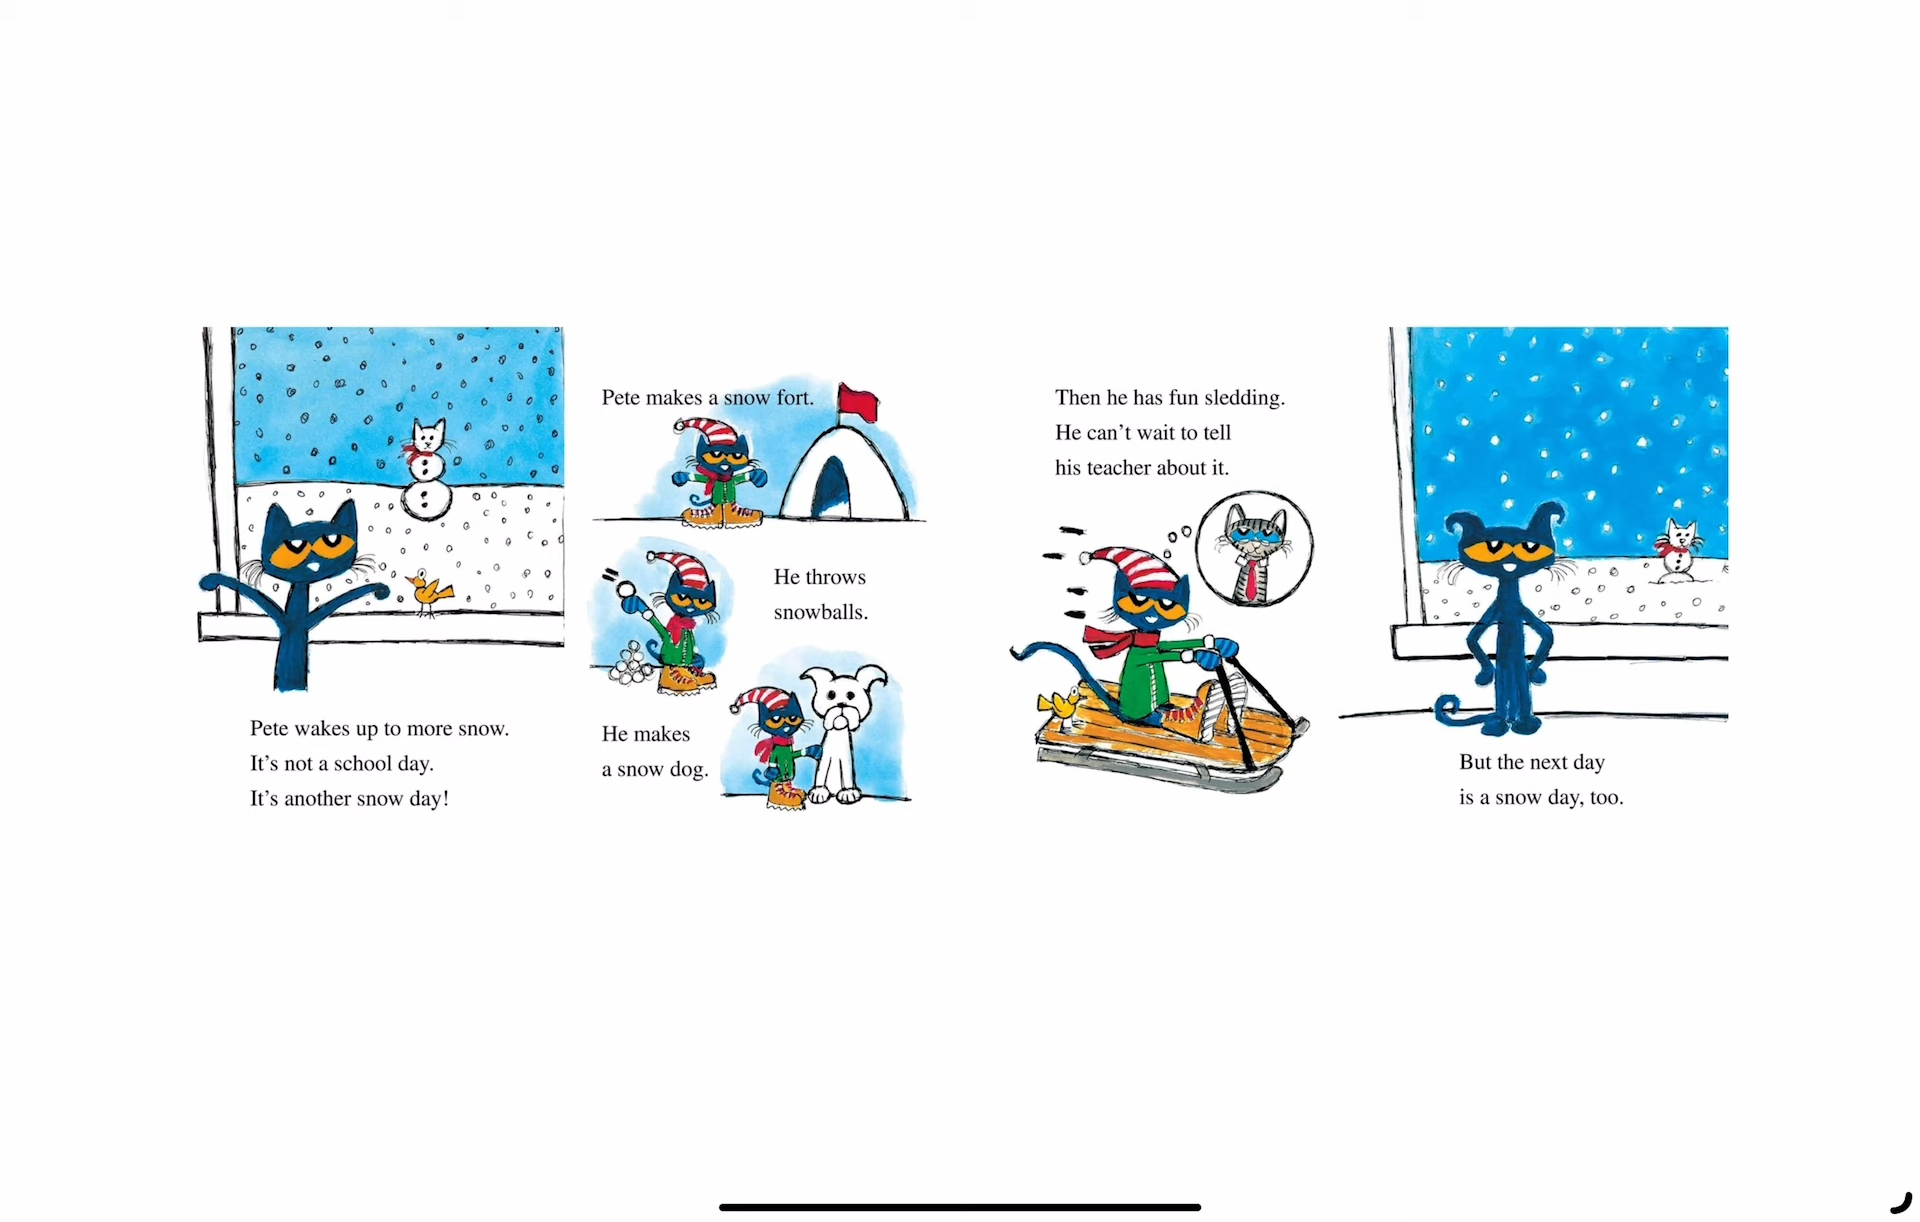 Pete wakes up to more snow.
It's not a school day.
It's another snow day!
Pete makes a snow fort.
He throws
snowballs.
He makes
a snow dog.
Then he has fun sledding.
He can't wait to tell
his teacher about it.
But the next day
is a snow day, too.